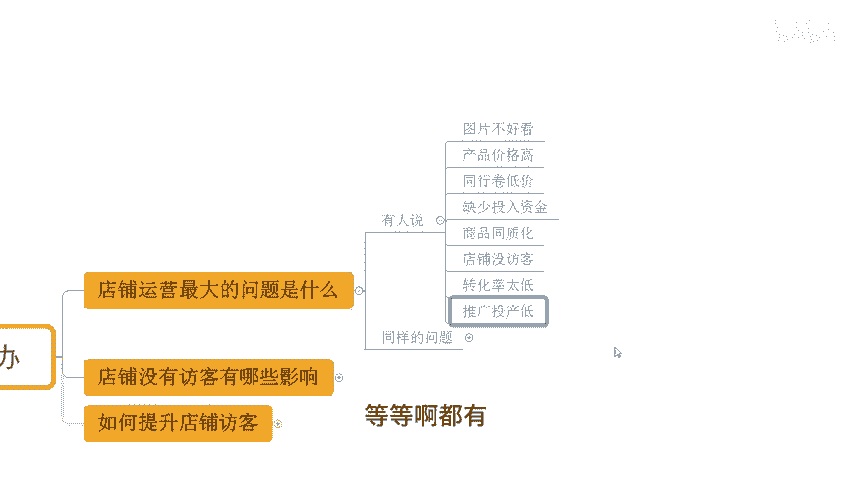 图片不好看
产品价格高
同行卷低价
缺少投入资金
有人说
商品同质化
店铺没访客
转化率太低
店铺运营最大的问题是什么
推广投产低
同样的问题
办
店铺没有访客有哪些影响
如何提升店铺访客
等等啊都有